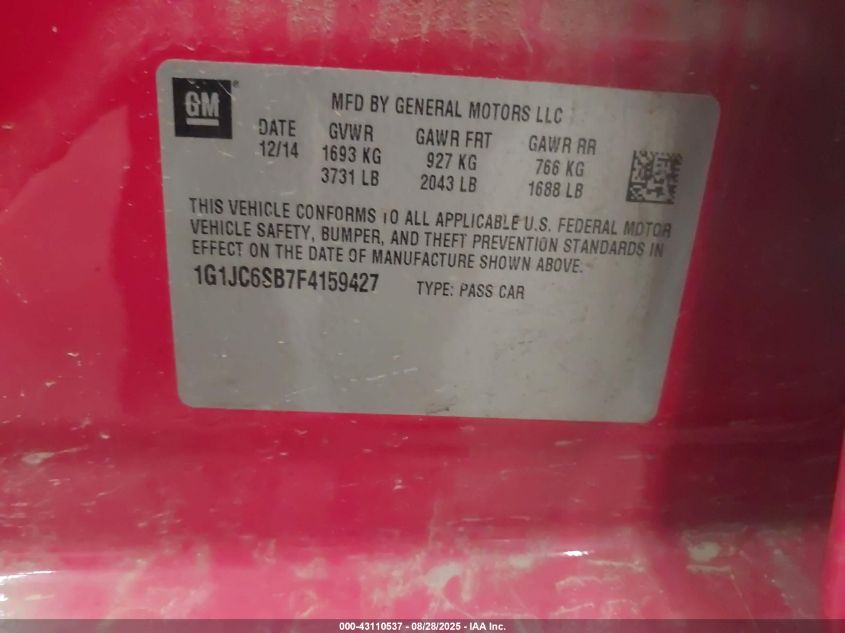 GM®
MFD BY GENERAL MOTORS LLC
DATE GVWR GAWR FRT GAWR RR
12/14 1693 KG 927 KG 766 KG
3731 LB 2043 LB 1688 LB
THIS VEHICLE CONFORMS TO ALL APPLICABLE U.S. FEDERAL MOTOR
VEHICLE SAFETY, BUMPER, AND THEFT PREVENTION STANDARDS IN
EFFECT ON THE DATE OF MANUFACTURE SHOWN ABOVE.
1G1JC6SB7F4159427 TYPE: PASS CAR
000-43110537 - 08/28/2025 - IAA Inc.